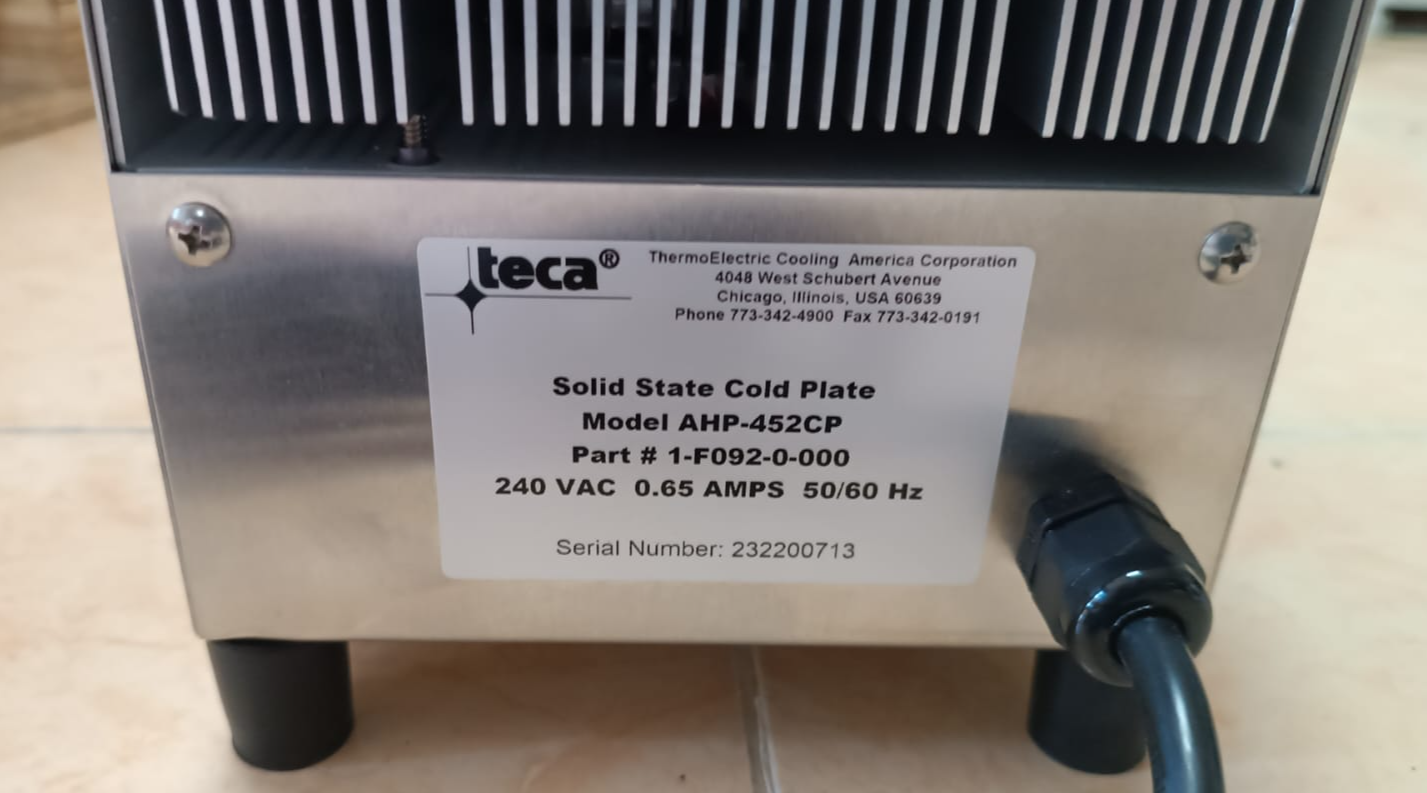 teca®
ThermoElectric Cooling America Corporation
4048 West Schubert Avenue
Chicago, Illinois, USA 60639
Phone 773-342-4900 Fax 773-342-0191
Solid State Cold Plate
Model AHP-452CP
Part # 1-F092-0-000
240 VAC 0.65 AMPS 50/60 Hz
Serial Number: 232200713